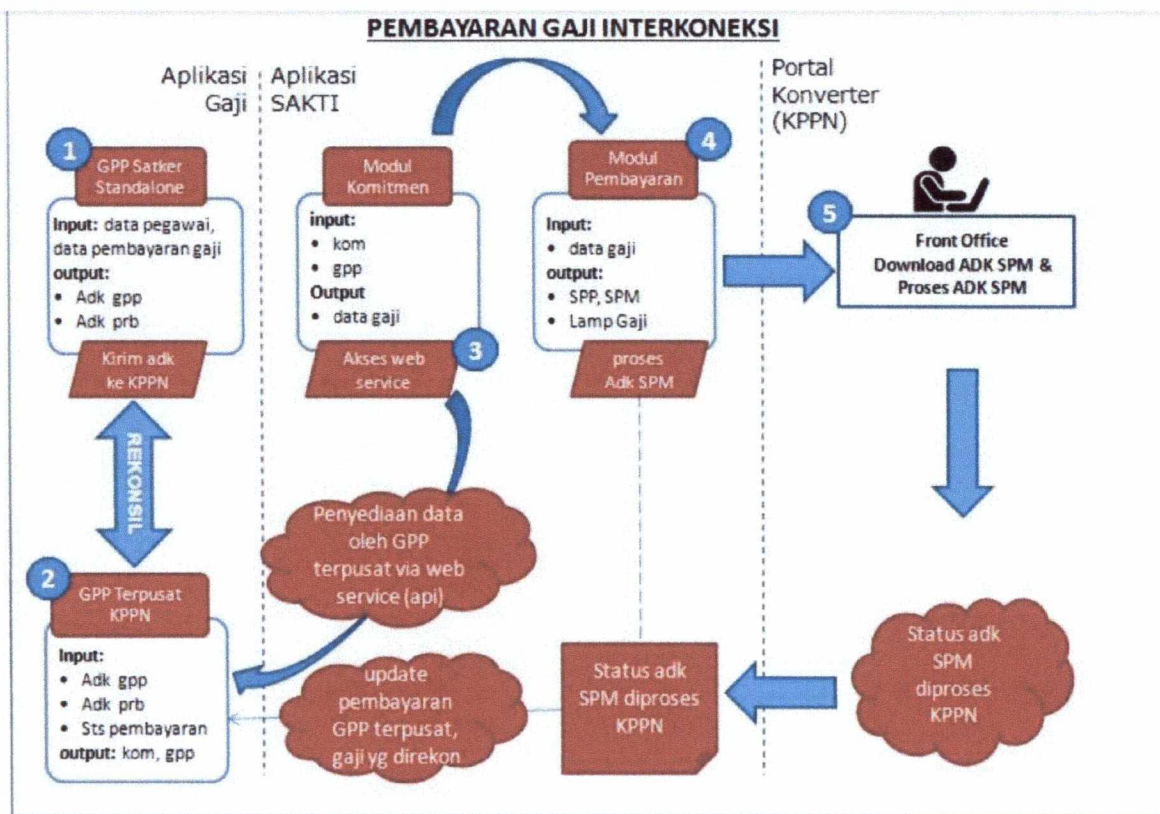 PEMBAYARAN GAJI INTERKONEKSI
Aplikasi
Gaji
Aplikasi
SAKTI
Portal
Konverter
(KPPN)
1
GPP Satker
Standalone
Input: data pegawai,
data pembayaran gaji
output:
• Adk gpp
• Adk prb
Kirim adk
ke KPPN
REKONSIL
2
GPP Terpusat
KPPN
Input:
• Adk gpp
• Adk prb
• Sts pembayaran
output: kom, gpp
Modul
Komitmen
input:
• kom
• gpp
Output
• data gaji
Akses web
service
3
Penyediaan data
oleh GPP
terpusat via web
service (api)
update
pembayaran
GPP terpusat,
gaji yg direkon
4
Modul
Pembayaran
Input:
• data gaji
output:
• SPP, SPM
• Lamp Gaji
proses
Adk SPM
Status adk
SPM diproses
KPPN
5
Front Office
Download ADK SPM &
Proses ADK SPM
Status adk
SPM
diproses
KPPN